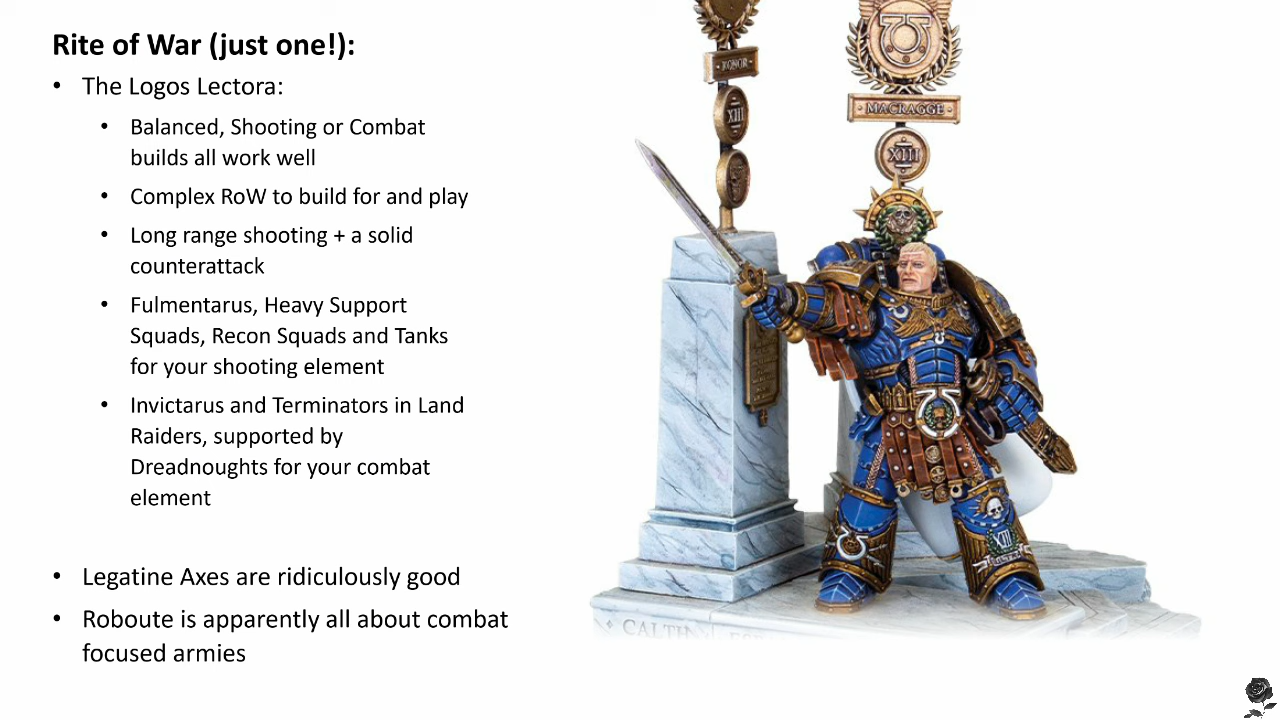 Rite of War (just one!):
• The Logos Lectora:
• Balanced, Shooting or Combat
builds all work well
• Complex RoW to build for and play
• Long range shooting + a solid
counterattack
• Fulmentarus, Heavy Support
Squads, Recon Squads and Tanks
for your shooting element
• Invictarus and Terminators in Land
Raiders, supported by
Dreadnoughts for your combat
element
• Legatine Axes are ridiculously good
• Roboute is apparently all about combat
focused armies
HONOR
XIII
MACRAGGE
XIII
XIII
CALTH